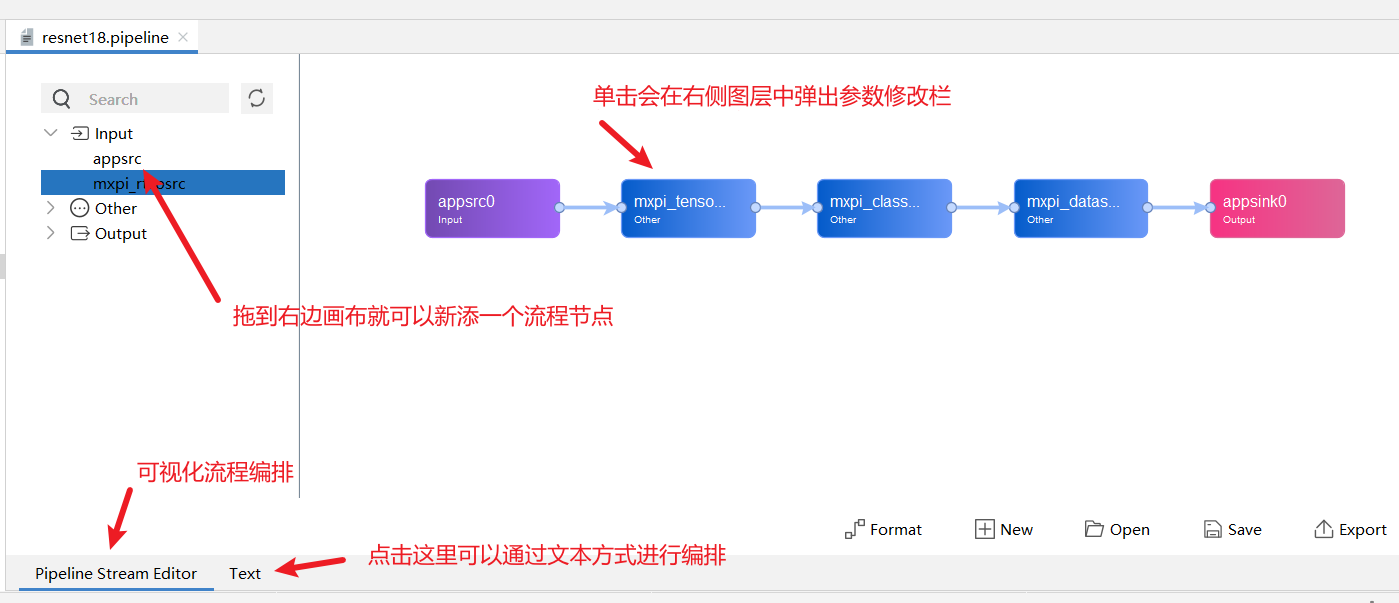 resnet18.pipeline
Search
单击会在右侧图层中弹出参数修改栏
Input
appsrc
Other
Output
appsrc0
Input
mxpi_tenso...
Other
mxpi_class...
Other
mxpi_datas...
Other
appsink0
Output
拖到右边画布就可以新添一个流程节点
可视化流程编排
Format
New
Open
Save
Export
点击这里可以通过文本方式进行编排
Pipeline Stream Editor
Text